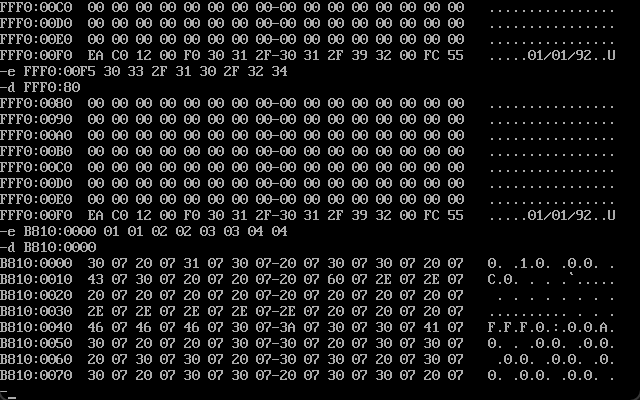 FFF0:00C0  00 00 00 00 00 00 00 00-00 00 00 00 00 00 00 00   ................
FFF0:00D0  00 00 00 00 00 00 00 00-00 00 00 00 00 00 00 00   ................
FFF0:00E0  00 00 00 00 00 00 00 00-00 00 00 00 00 00 00 00   ................
FFF0:00F0  EA C0 12 00 F0 30 31 2F-30 31 2F 39 32 00 FC 55   .....01/01/92..U
-e FFF0:00F5 30 33 2F 31 30 2F 32 34
-d FFF0:80
FFF0:0080  00 00 00 00 00 00 00 00-00 00 00 00 00 00 00 00   ................
FFF0:0090  00 00 00 00 00 00 00 00-00 00 00 00 00 00 00 00   ................
FFF0:00A0  00 00 00 00 00 00 00 00-00 00 00 00 00 00 00 00   ................
FFF0:00B0  00 00 00 00 00 00 00 00-00 00 00 00 00 00 00 00   ................
FFF0:00C0  00 00 00 00 00 00 00 00-00 00 00 00 00 00 00 00   ................
FFF0:00D0  00 00 00 00 00 00 00 00-00 00 00 00 00 00 00 00   ................
FFF0:00E0  00 00 00 00 00 00 00 00-00 00 00 00 00 00 00 00   ................
FFF0:00F0  EA C0 12 00 F0 30 31 2F-30 31 2F 39 32 00 FC 55   .....01/01/92..U
-e B810:0000 01 01 02 02 03 03 04 04
-d B810:0000
B810:0000  30 07 20 07 31 07 30 07-20 07 30 07 30 07 20 07   0. .1.0. .0.0. .
B810:0010  43 07 30 07 20 07 20 07-20 07 60 07 2E 07 2E 07   C.0. . . .`.....
B810:0020  20 07 20 07 20 07 20 07-20 07 20 07 20 07 20 07    . . . . . . . .
B810:0030  2E 07 2E 07 2E 07 2E 07-2E 07 20 07 20 07 20 07   .......... . . .
B810:0040  46 07 46 07 46 07 30 07-3A 07 30 07 30 07 41 07   F.F.F.0.:.0.0.A.
B810:0050  30 07 20 07 20 07 30 07-30 07 20 07 30 07 30 07   0. . .0.0. .0.0.
B810:0060  20 07 30 07 30 07 20 07-30 07 30 07 20 07 30 07    .0.0. .0.0. .0.
B810:0070  30 07 20 07 30 07 30 07-20 07 30 07 30 07 20 07   0. .0.0. .0.0. .
-_